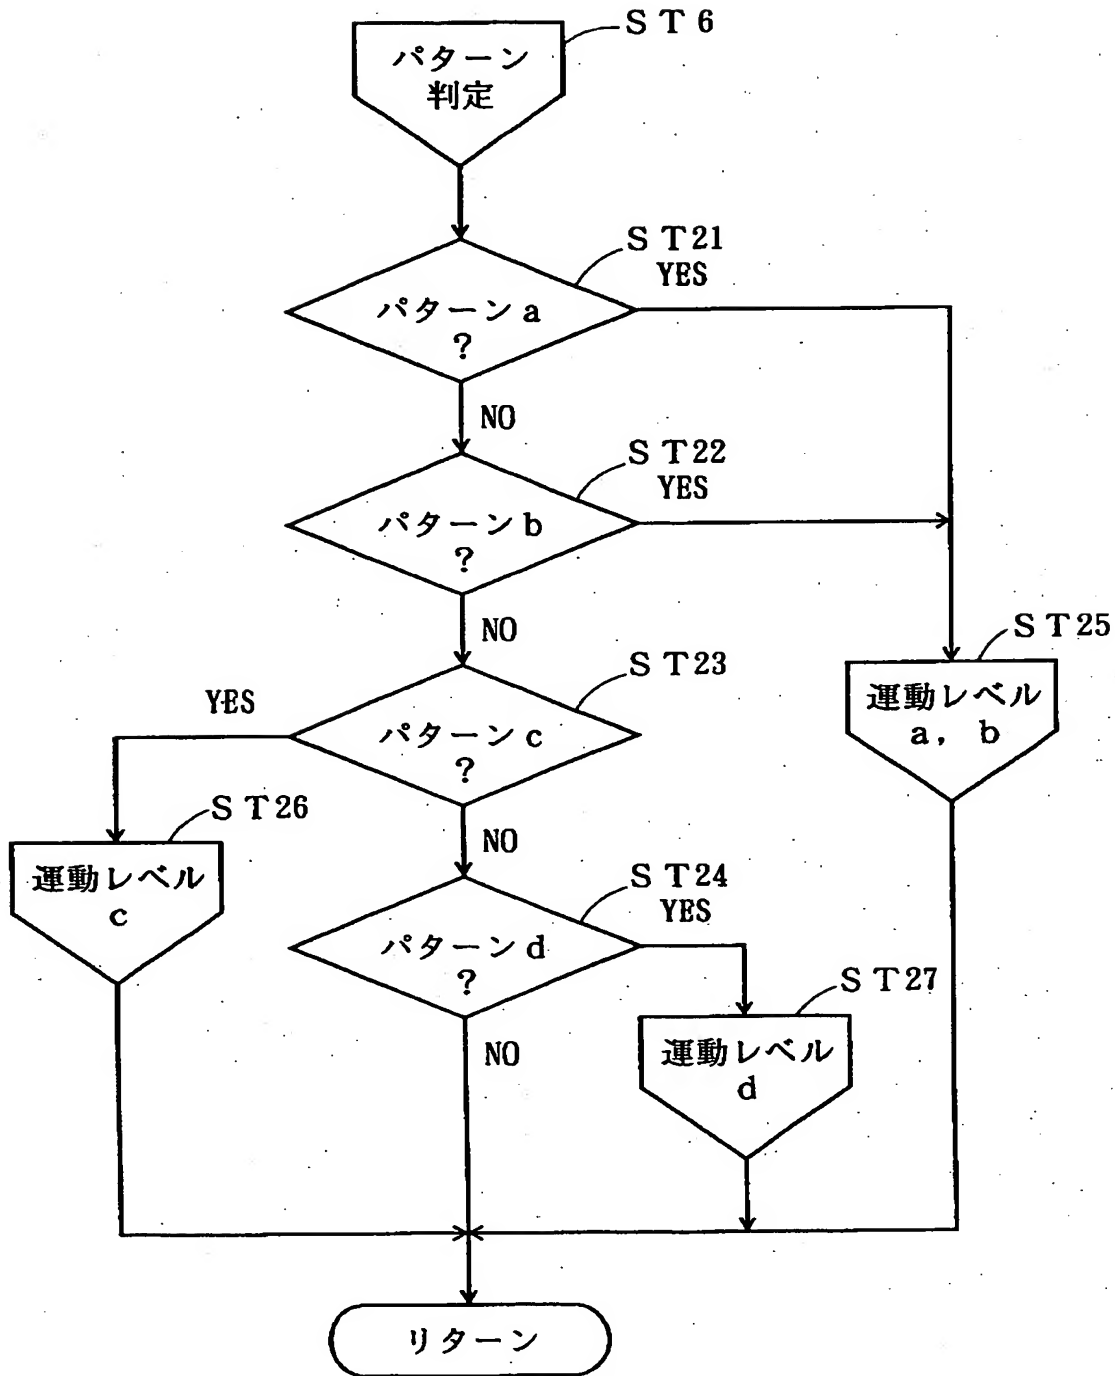 ST6
パターン
判定
ST21
YES
パターンa
?
NO
ST22
YES
パターンb
?
NO
ST25
運動レベル
a, b
ST23
YES
パターンc
?
ST26
運動レベル
c
NO
ST24
YES
パターンd
?
ST27
運動レベル
d
NO
リターン